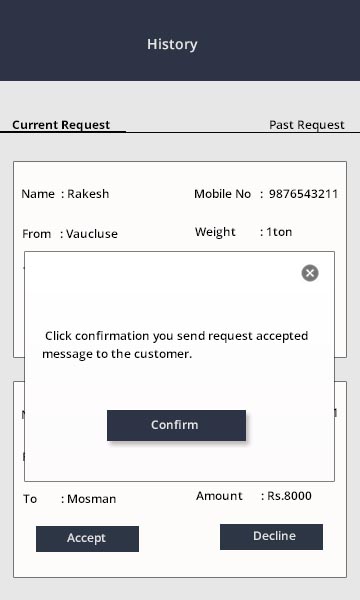 History
Current Request Past Request
Name : Rakesh Mobile No : 9876543211
From : Vaucluse Weight : 1ton
Click confirmation you send request accepted
message to the customer.
Confirm
To : Mosman Amount : Rs.8000
Accept Decline